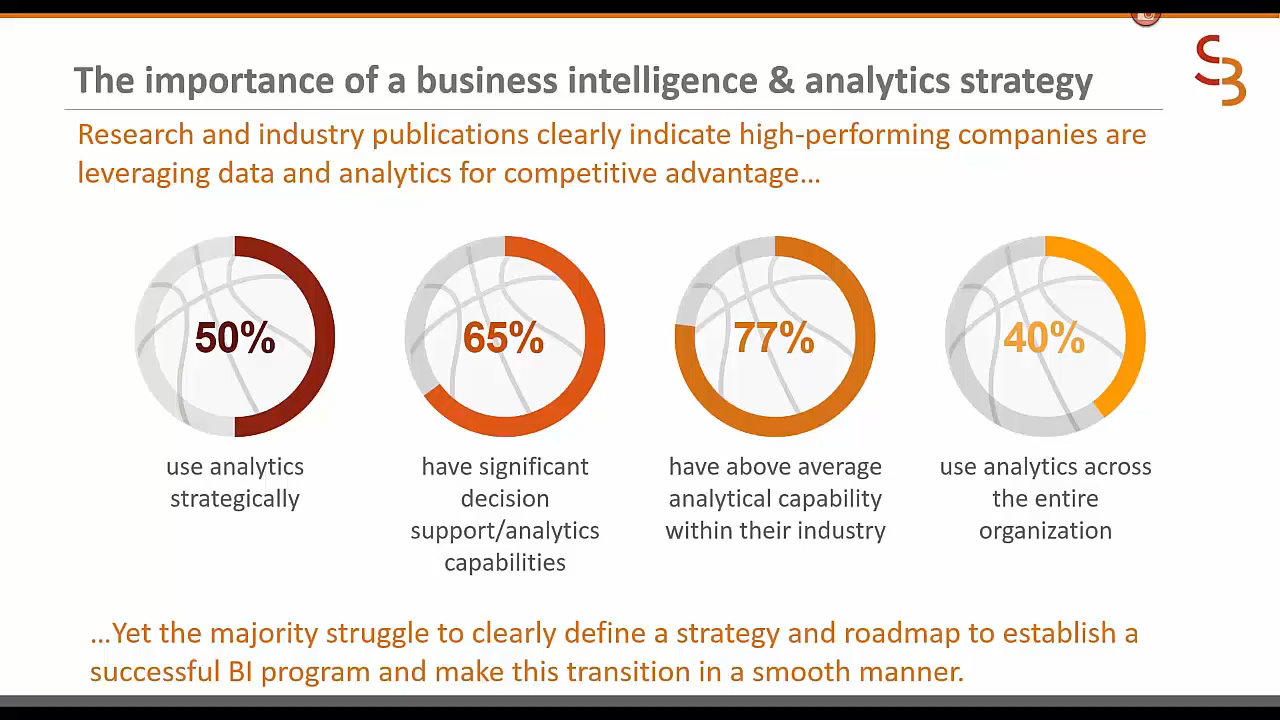 The importance of a business intelligence & analytics strategy
SB
Research and industry publications clearly indicate high-performing companies are
leveraging data and analytics for competitive advantage...
50%
65%
77%
40%
use analytics
strategically
have significant
decision
support/analytics
capabilities
have above average
analytical capability
within their industry
use analytics across
the entire
organization
...Yet the majority struggle to clearly define a strategy and roadmap to establish a
successful BI program and make this transition in a smooth manner.